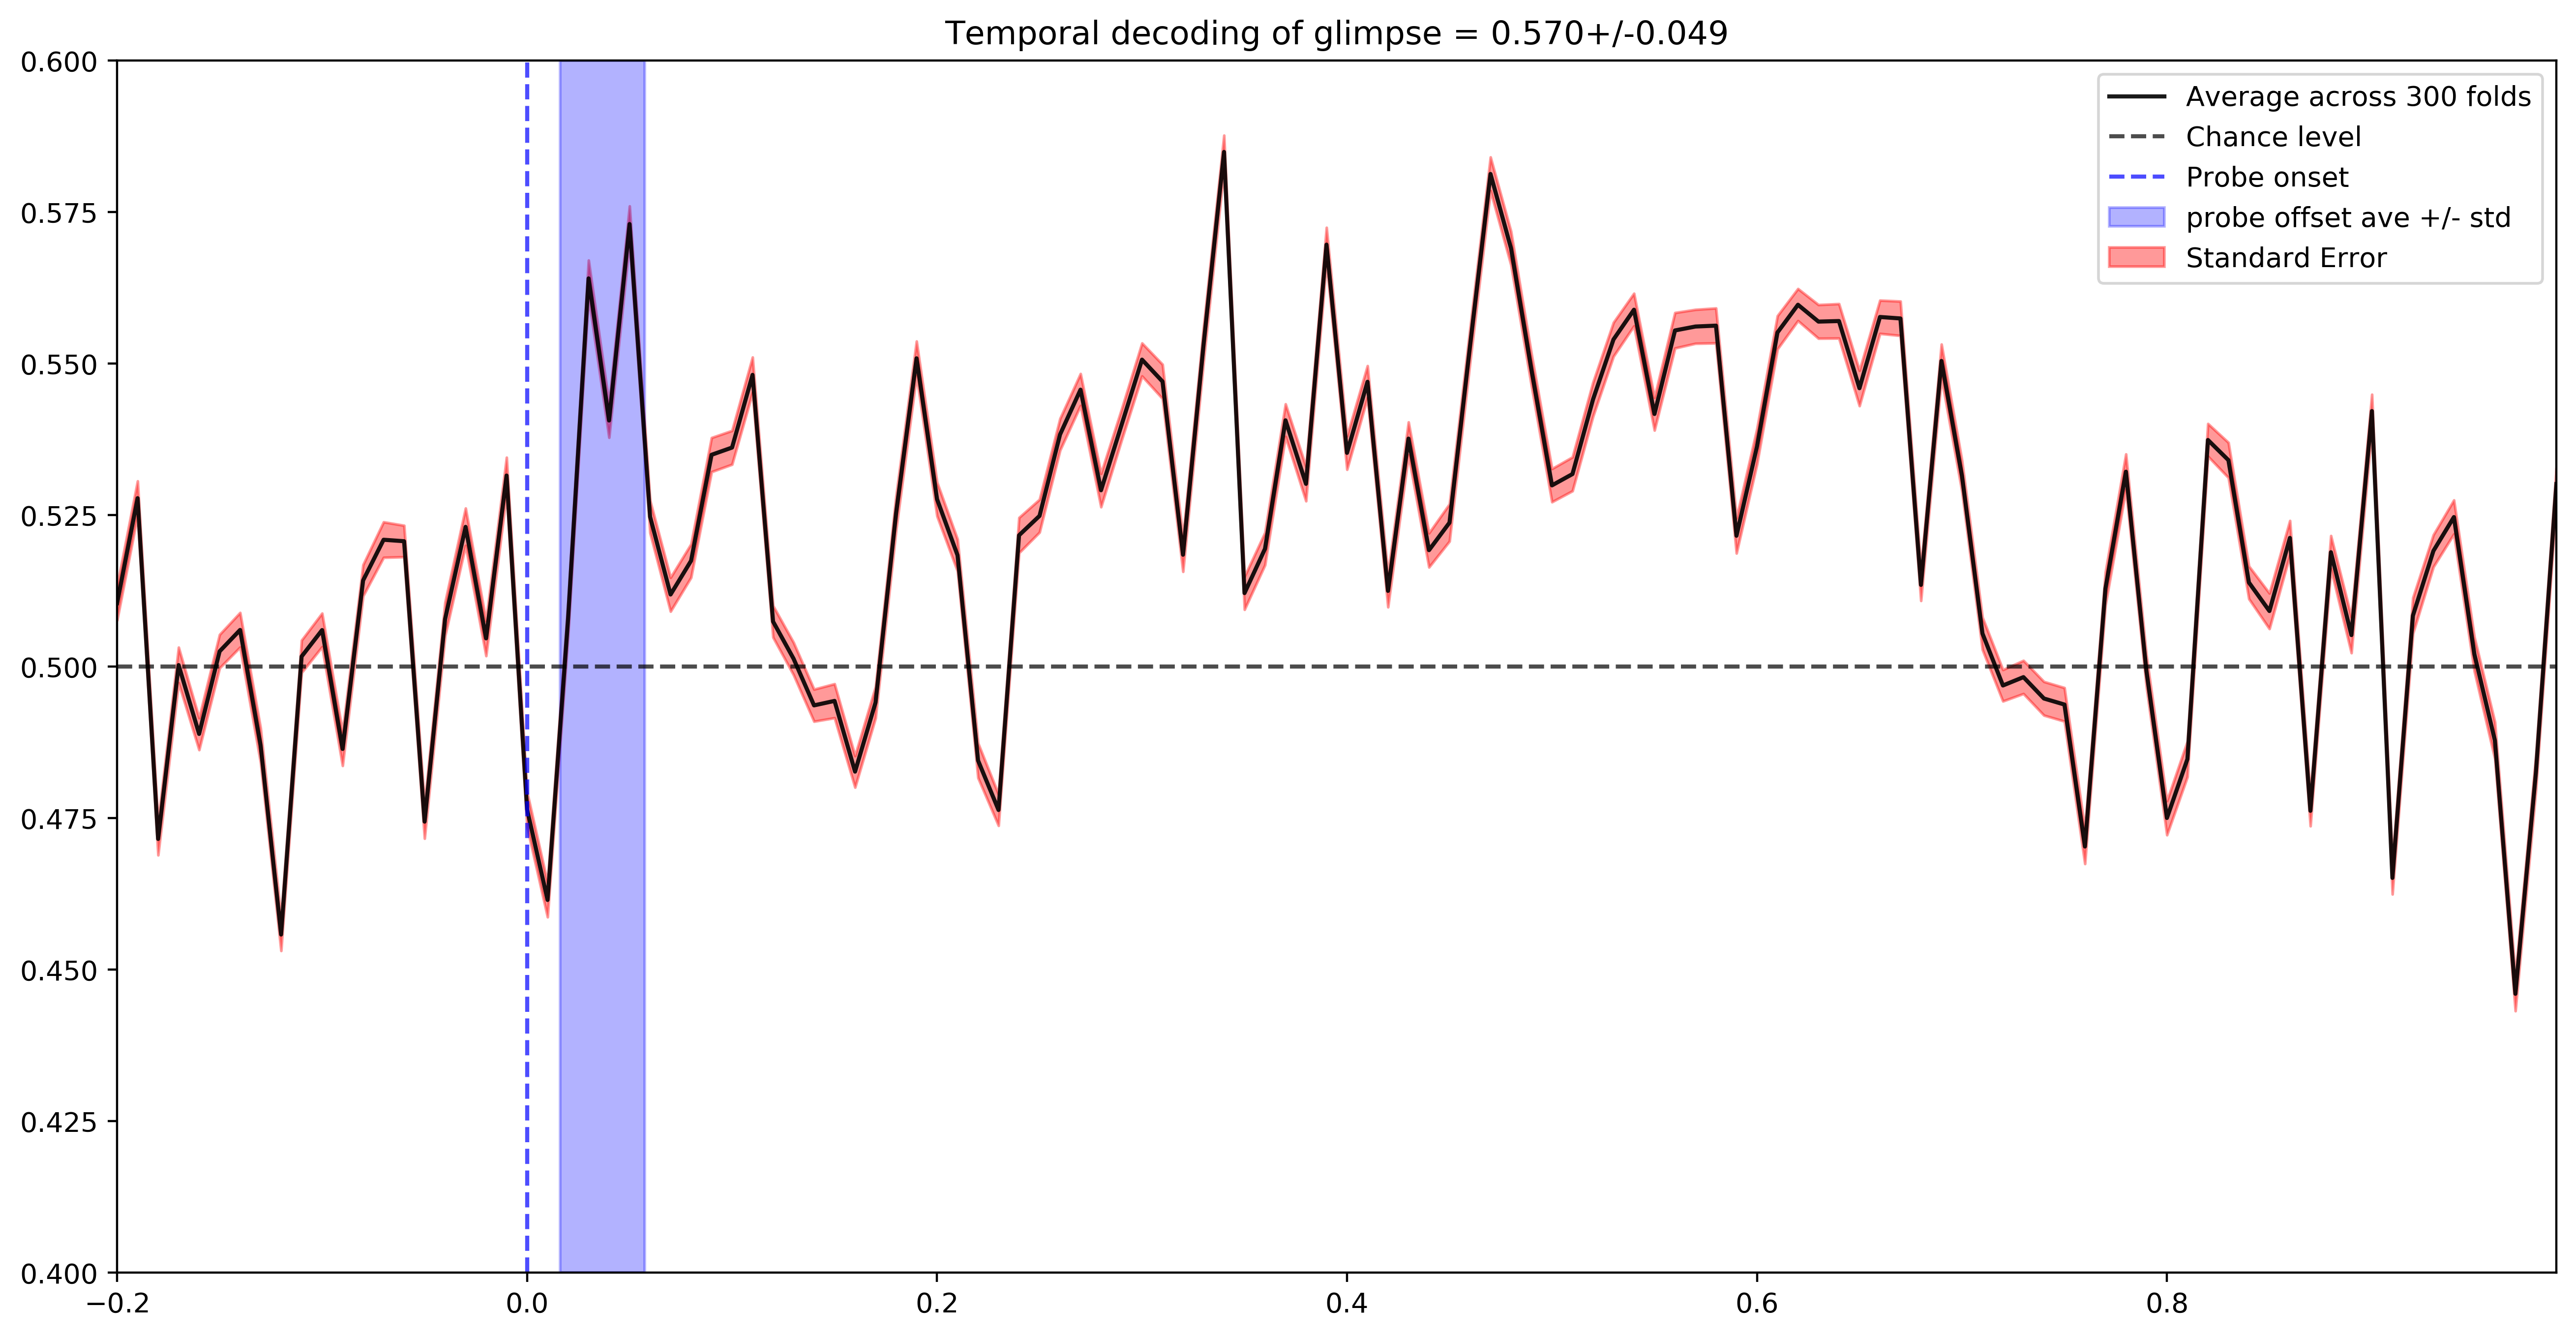 Temporal decoding of glimpse = 0.570+/-0.049
0.600
0.575
0.550
0.525
0.500
0.475
0.450
0.425
0.400
Average across 300 folds
Chance level
Probe onset
probe offset ave +/- std
Standard Error
−0.2
0.0
0.2
0.4
0.6
0.8